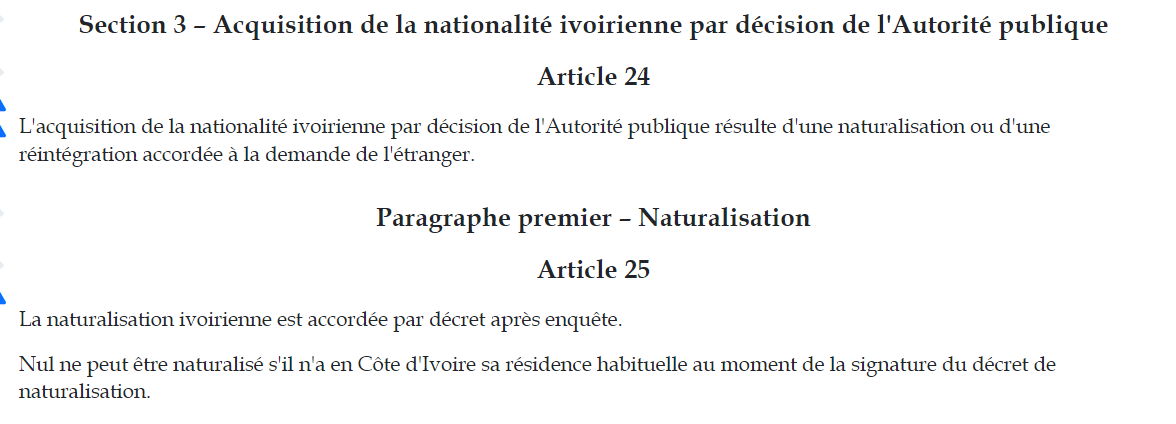 Section 3 – Acquisition de la nationalité ivoirienne par décision de l'Autorité publique
Article 24
L'acquisition de la nationalité ivoirienne par décision de l'Autorité publique résulte d'une naturalisation ou d'une
réintégration accordée à la demande de l'étranger.
Paragraphe premier – Naturalisation
Article 25
La naturalisation ivoirienne est accordée par décret après enquête.
Nul ne peut être naturalisé s'il n'a en Côte d'Ivoire sa résidence habituelle au moment de la signature du décret de
naturalisation.